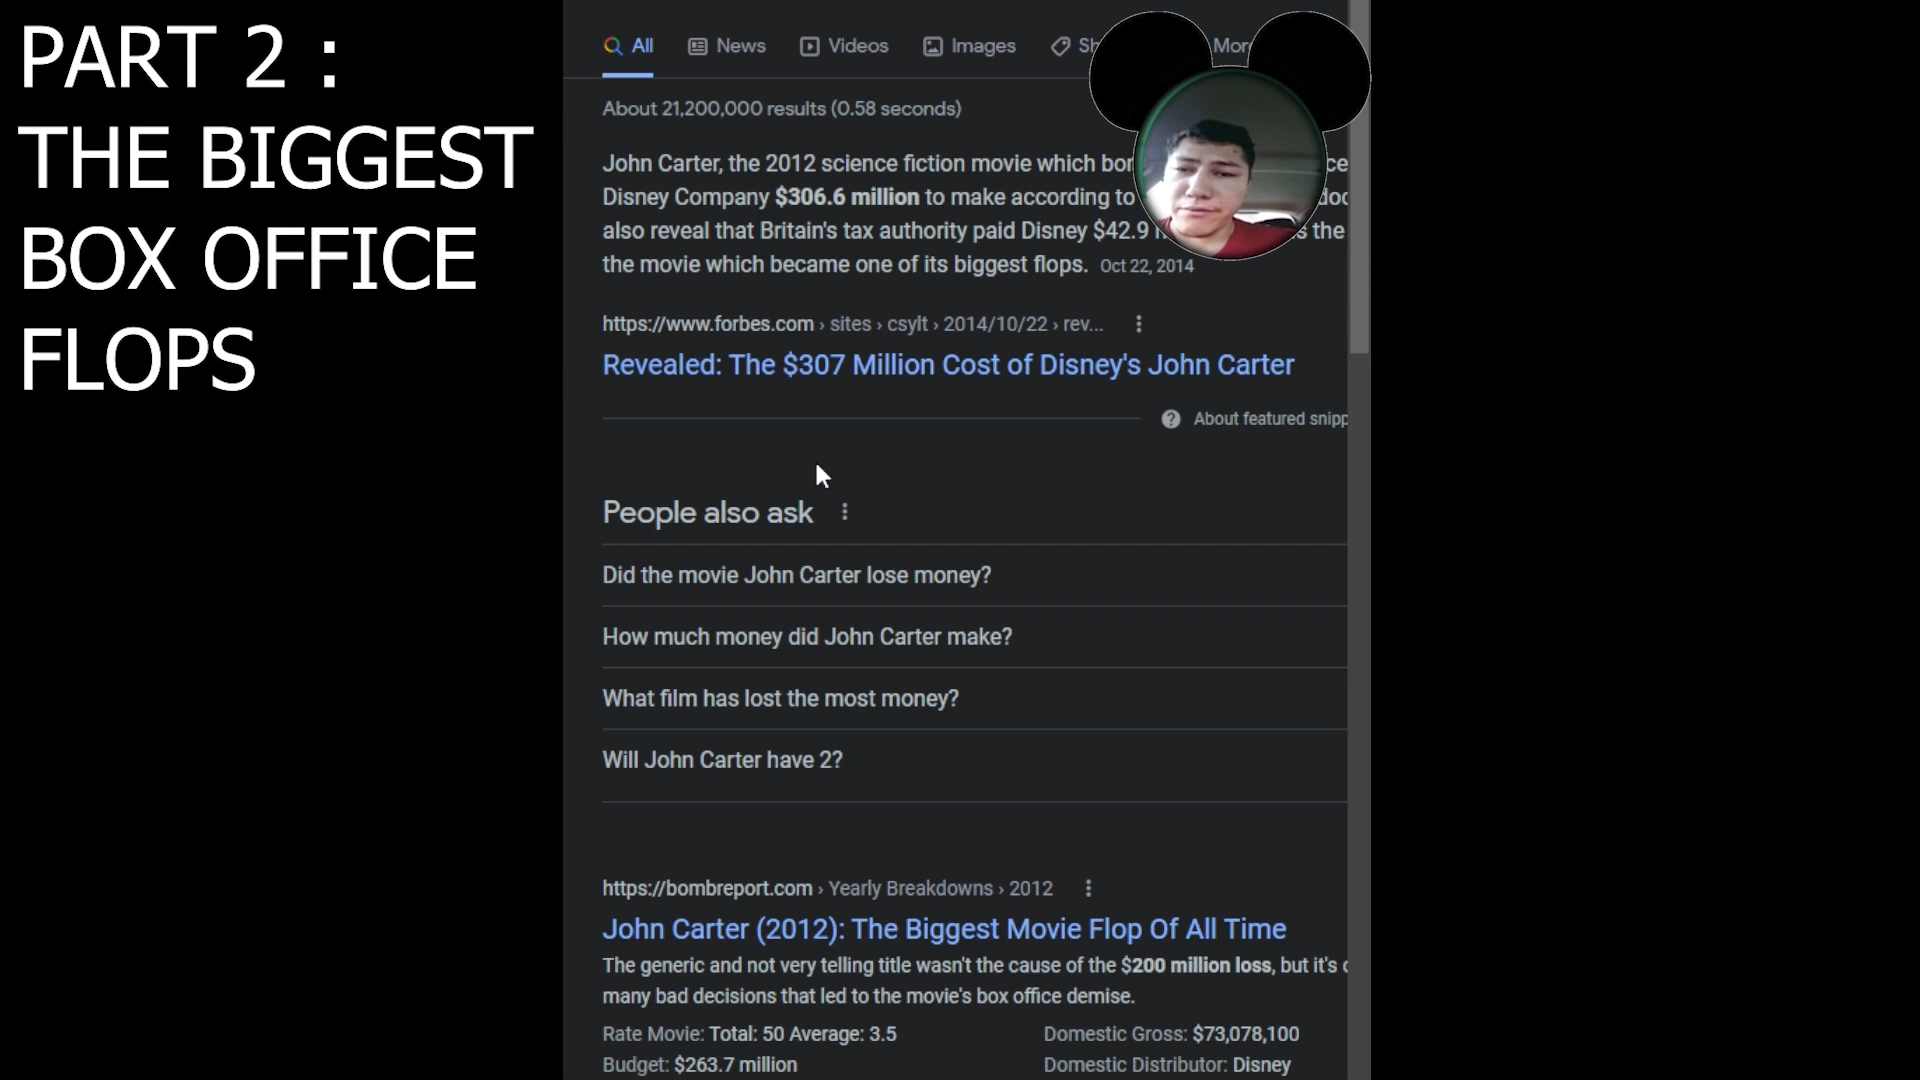 PART 2 :
THE BIGGEST
BOX OFFICE
FLOPS
All News Videos Images
About 21,200,000 results (0.58 seconds)
John Carter, the 2012 science fiction movie which
Disney Company $306.6 million to make according to
also reveal that Britain's tax authority paid Disney $42.9 the
the movie which became one of its biggest flops. Oct 22, 2014
https://www.forbes.com › sites › csylt › 2014/10/22 › rev...
Revealed: The $307 Million Cost of Disney's John Carter
About featured
People also ask
Did the movie John Carter lose money?
How much money did John Carter make?
What film has lost the most money?
Will John Carter have 2?
https://bombreport.com › Yearly Breakdowns › 2012
John Carter (2012): The Biggest Movie Flop Of All Time
The generic and not very telling title wasn't the cause of the $200 million loss, but it's
many bad decisions that led to the movie's box office demise.
Rate Movie: Total: 50 Average: 3.5 Domestic Gross: $73,078,100
Budget: $263.7 million Domestic Distributor: Disney